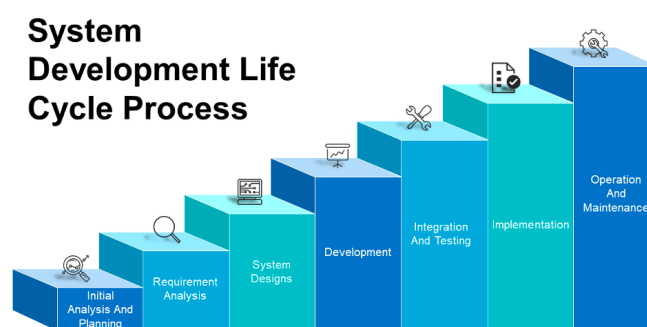 System
Development Life
Cycle Process
Initial
Analysis And
Planning
Requirement
Analysis
System
Designs
Development
Integration
And Testing
Implementation
Operation
And
Maintenance